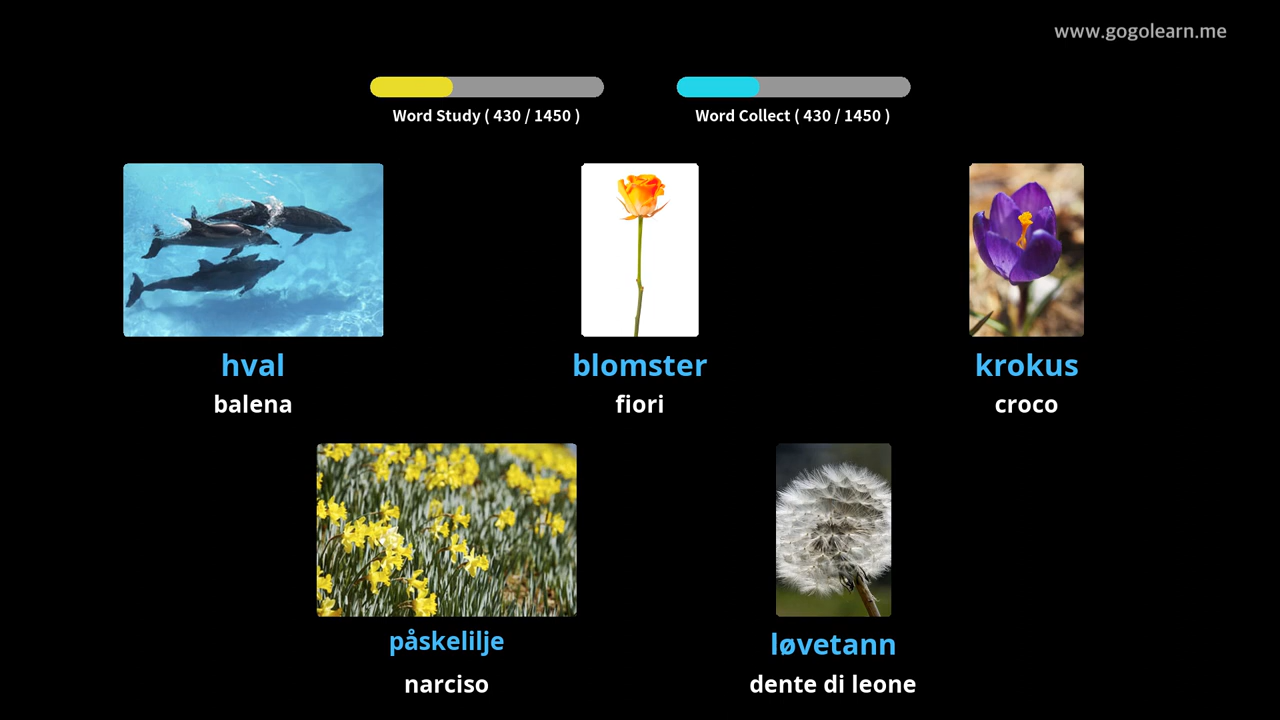 www.gogolearn.me
Word Study ( 430 / 1450 )
Word Collect ( 430 / 1450 )
hval
balena
blomster
fiori
krokus
croco
påskelilje
narciso
løvetann
dente di leone